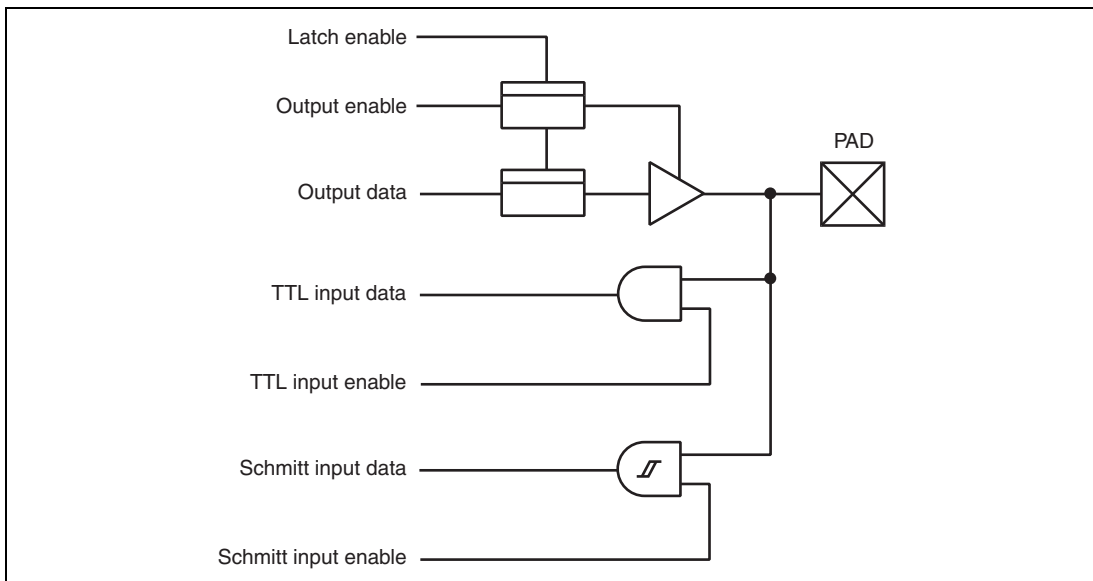 Latch enable
Output enable
PAD
Output data
TTL input data
TTL input enable
Schmitt input data
Schmitt input enable